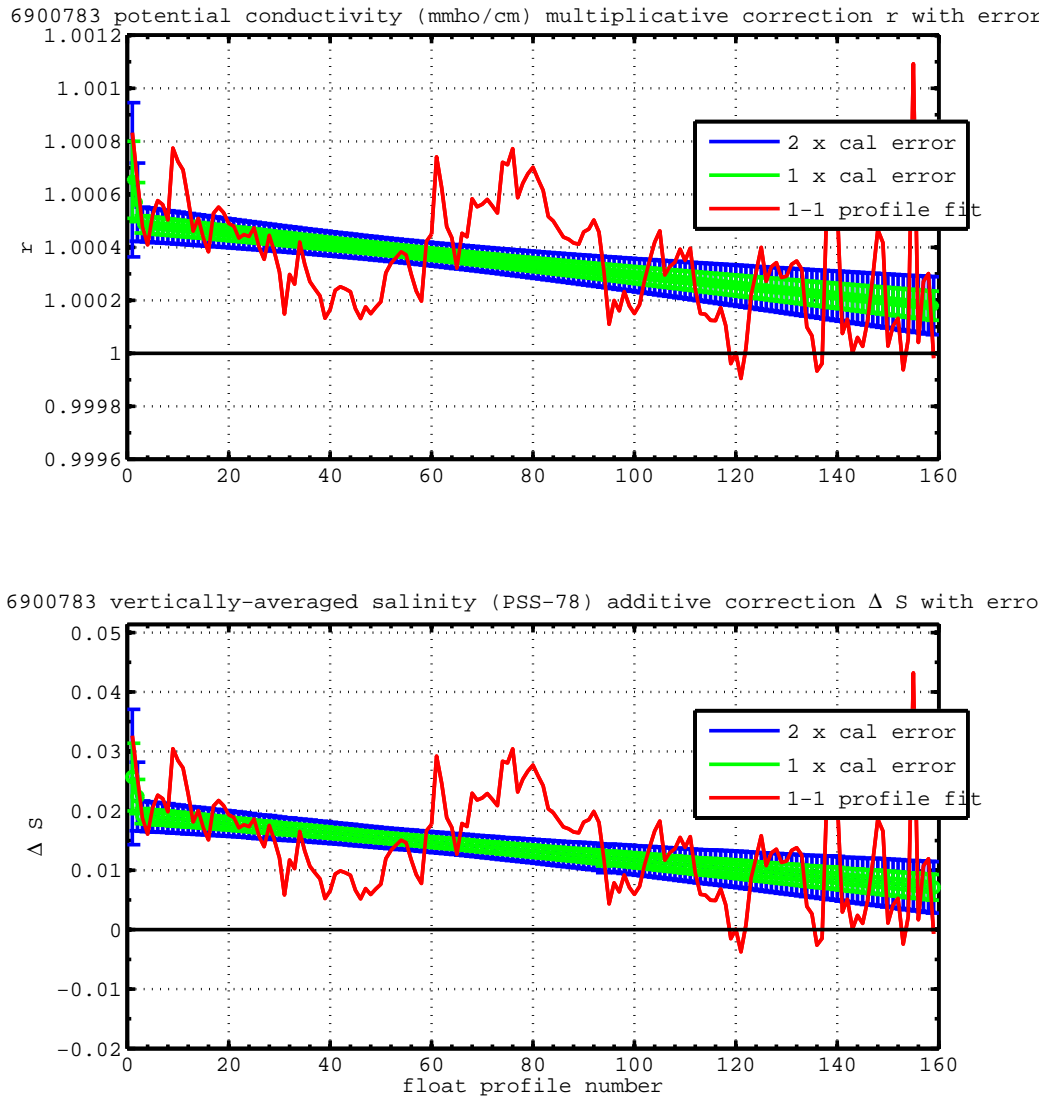 6900783 potential conductivity (mmho/cm) multiplicative correction r with error
1.0012
1.001
1.0008
1.0006
1.0004
1.0002
1
0.9998
0.9996
r
2 x cal error
1 x cal error
1-1 profile fit
0 20 40 60 80 100 120 140 160
6900783 vertically-averaged salinity (PSS-78) additive correction Δ S with erro
0.05
0.04
0.03
0.02
0.01
0
-0.01
-0.02
Δ S
2 x cal error
1 x cal error
1-1 profile fit
0 20 40 60 80 100 120 140 160
float profile number